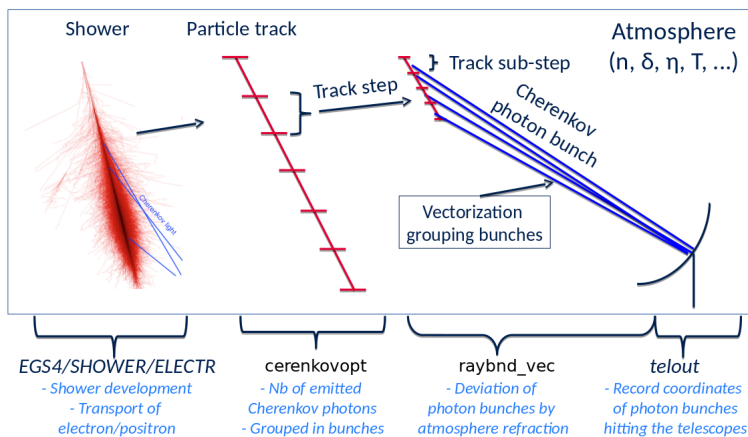 Shower
Particle track
Track step
Track sub-step
Atmosphere
(n, δ, η, T, ...)
Cherenkov
photon bunch
Cherenkov light
Vectorization
grouping bunches
EGS4/SHOWER/ELECTR
- Shower development
- Transport of
electron/positron
cerenkovopt
- Nb of emitted
Cherenkov photons
- Grouped in bunches
raybnd_vec
- Deviation of
photon bunches by
atmosphere refraction
telout
- Record coordinates
of photon bunches
hitting the telescopes